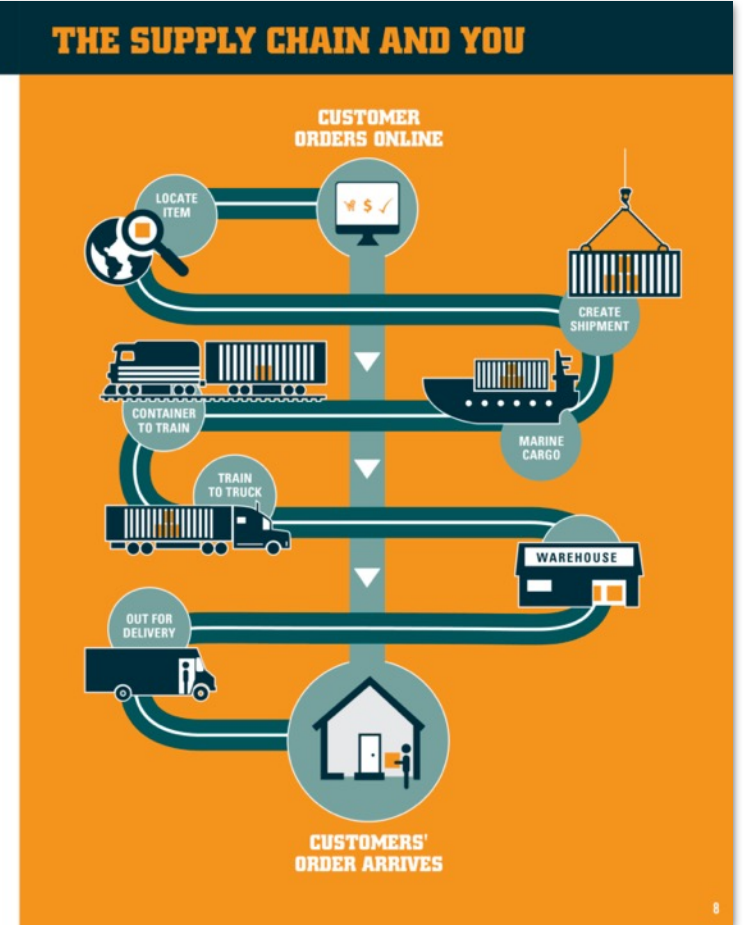 THE SUPPLY CHAIN AND YOU
CUSTOMER
ORDERS ONLINE
$
LOCATE
ITEM
CREATE
SHIPMENT
CONTAINER
TO TRAIN
MARINE
CARGO
TRAIN
TO TRUCK
WAREHOUSE
OUT FOR
DELIVERY
CUSTOMERS'
ORDER ARRIVES
8